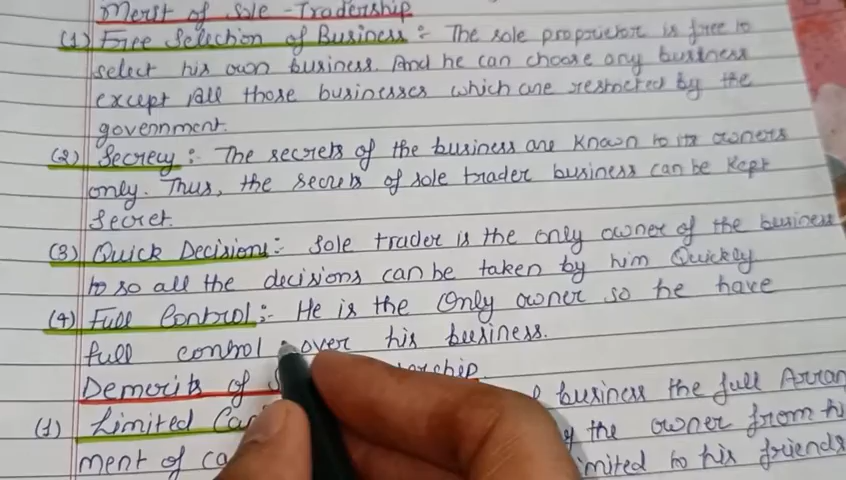 Merit of Sole-Tradership
(1) Free Selection of Business:- The sole proprietor is free to
select his own business. And he can choose any business
except all those businesses which are restricted by the
government.
(2) Secrecy:- The secrets of the business are known to its owners
only. Thus, the secrets of sole trader business can be kept
secret.
(3) Quick Decisions:- Sole trader is the only owner of the business
to so all the decisions can be taken by him Quickly
(4) Full Control:- He is the Only owner so he have
full control over his business.
Demerits of
(1) Limited business the full Arran
ment of the owner from hi
to his friends